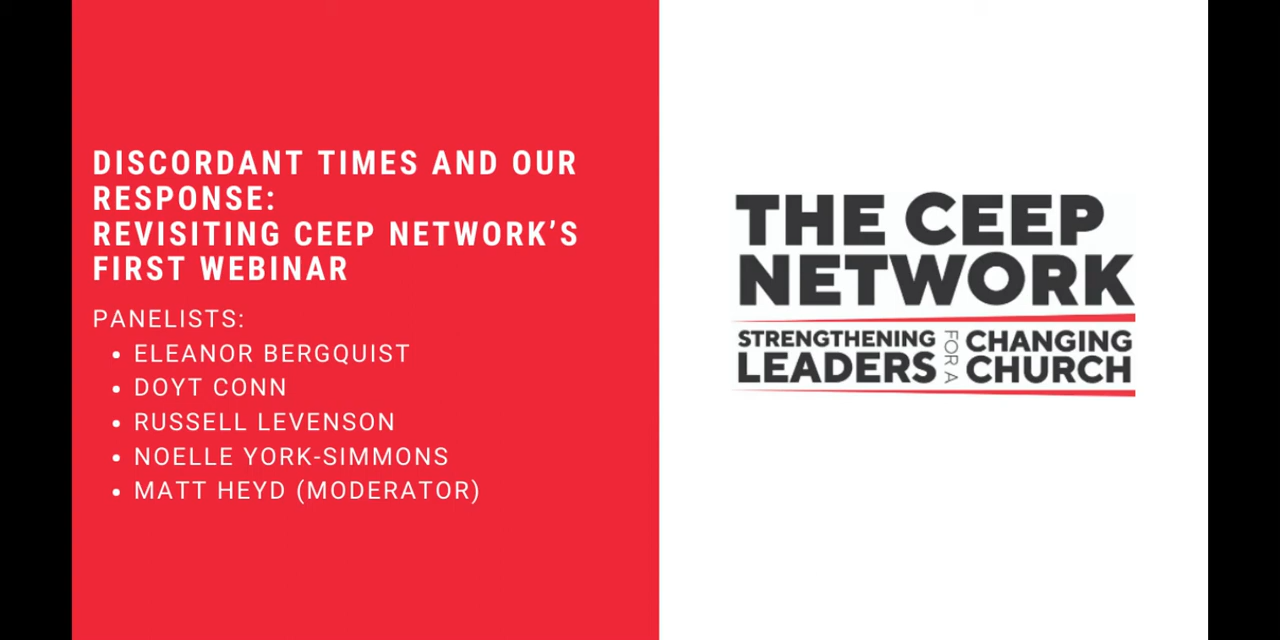 DISCORDANT TIMES AND OUR
RESPONSE:
REVISITING CEEP NETWORK’S
FIRST WEBINAR
PANELISTS:
• ELEANOR BERGQUIST
• DOYT CONN
• RUSSELL LEVENSON
• NOELLE YORK-SIMMONS
• MATT HEYD (MODERATOR)
THE CEEP
NETWORK
STRENGTHENING
LEADERS
FOR A
CHANGING
CHURCH